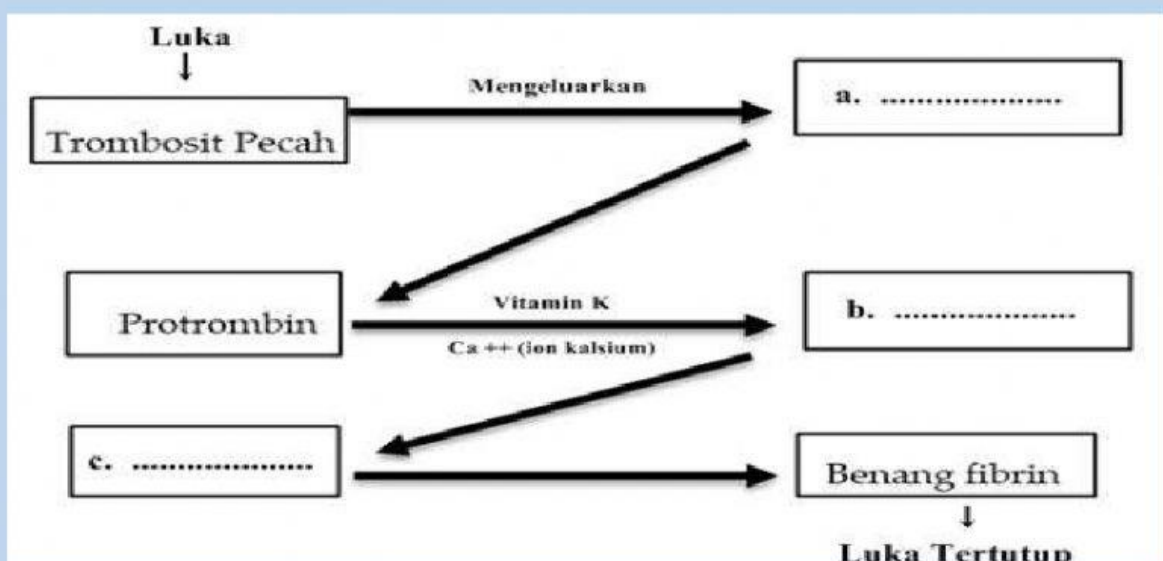 Luka
↓
Trombosit Pecah
Mengeluarkan
a. ....................
Protrombin
Vitamin K
Ca ++ (ion kalsium)
b. ....................
c. ....................
Benang fibrin
↓
Luka Tertutup